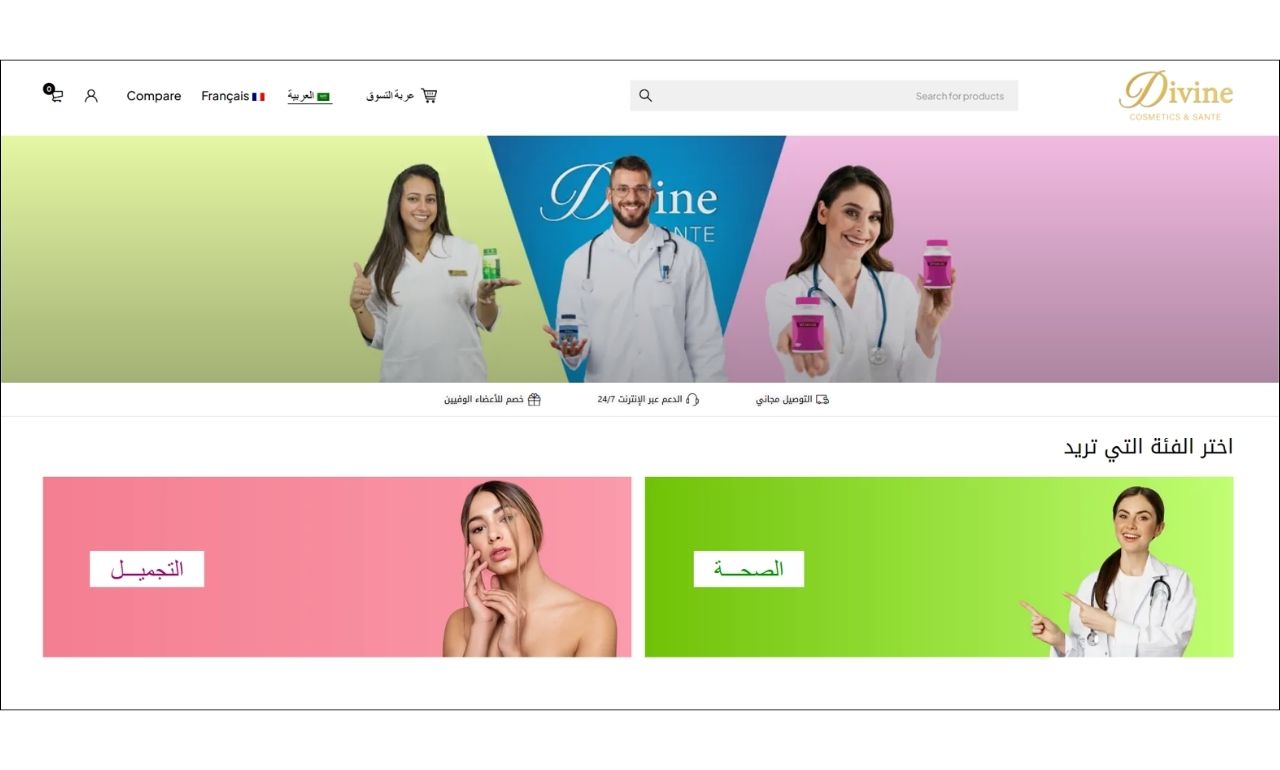 Divine
COSMETICS & SANTE
Search for products
عربة التسوق
العربية
Français
Compare
0
Divine
SANTE
التوصيل مجاني
الدعم عبر الإنترنت 24/7
خصم للأعضاء الوفيين
اختر الفئة التي تريد
الصحـــة
التجميـــل